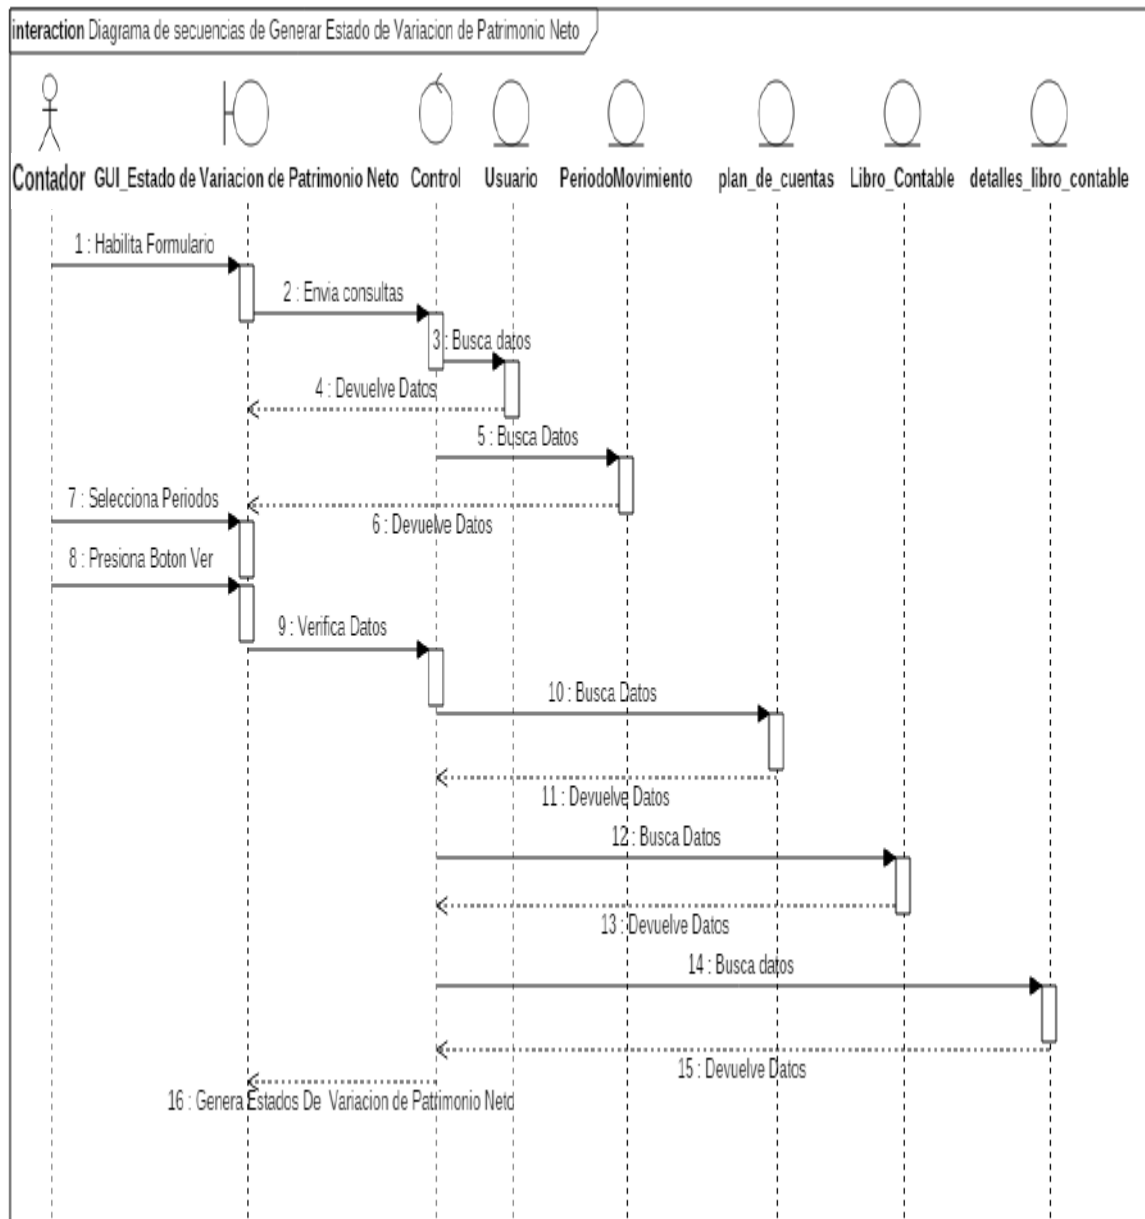 interaction Diagrama de secuencias de Generar Estado de Variacion de Patrimonio Neto
Contador GUI_Estado de Variacion de Patrimonio Neto Control Usuario PeriodoMovimiento plan_de_cuentas Libro_Contable detalles_libro_contable
1 : Habilita Formulario
2 : Envia consultas
3 : Busca datos
4 : Devuelve Datos
5 : Busca Datos
6 : Devuelve Datos
7 : Selecciona Periodos
8 : Presiona Boton Ver
9 : Verifica Datos
10 : Busca Datos
11 : Devuelve Datos
12 : Busca Datos
13 : Devuelve Datos
14 : Busca datos
15 : Devuelve Datos
16 : Genera Estados De Variacion de Patrimonio Neto